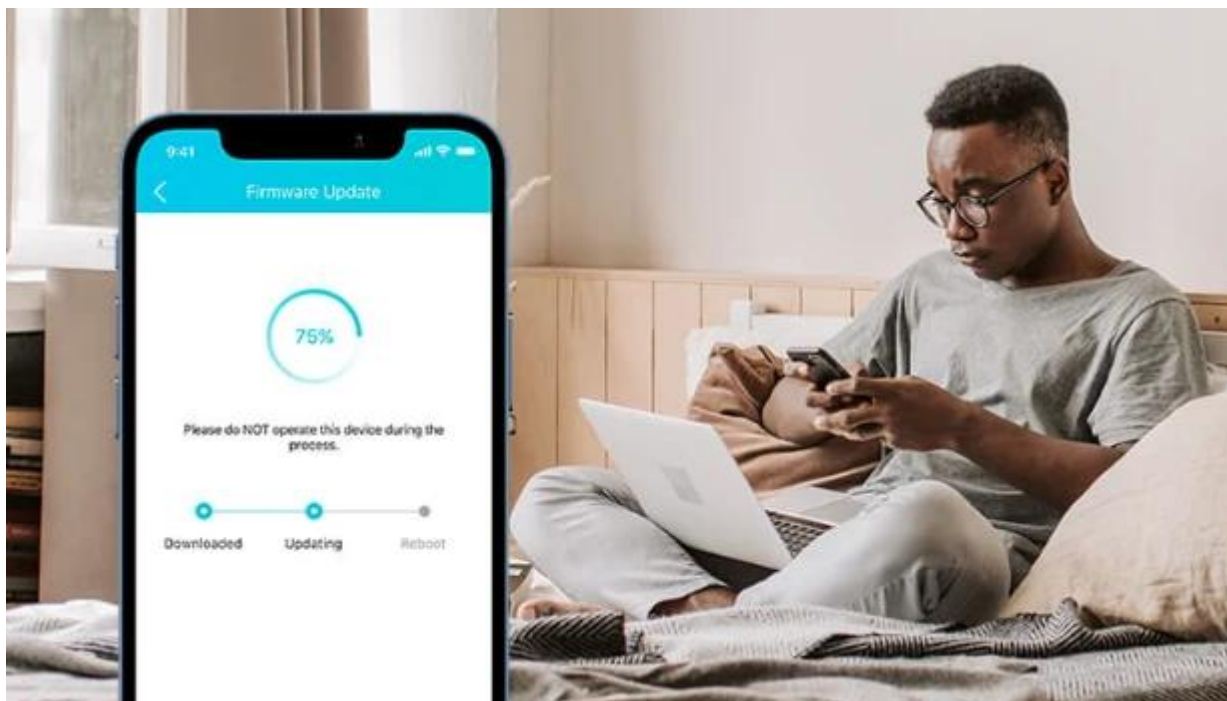 9:41
Firmware Update
75%
Please do NOT operate this device during the
process.
Downloaded Updating Reboot